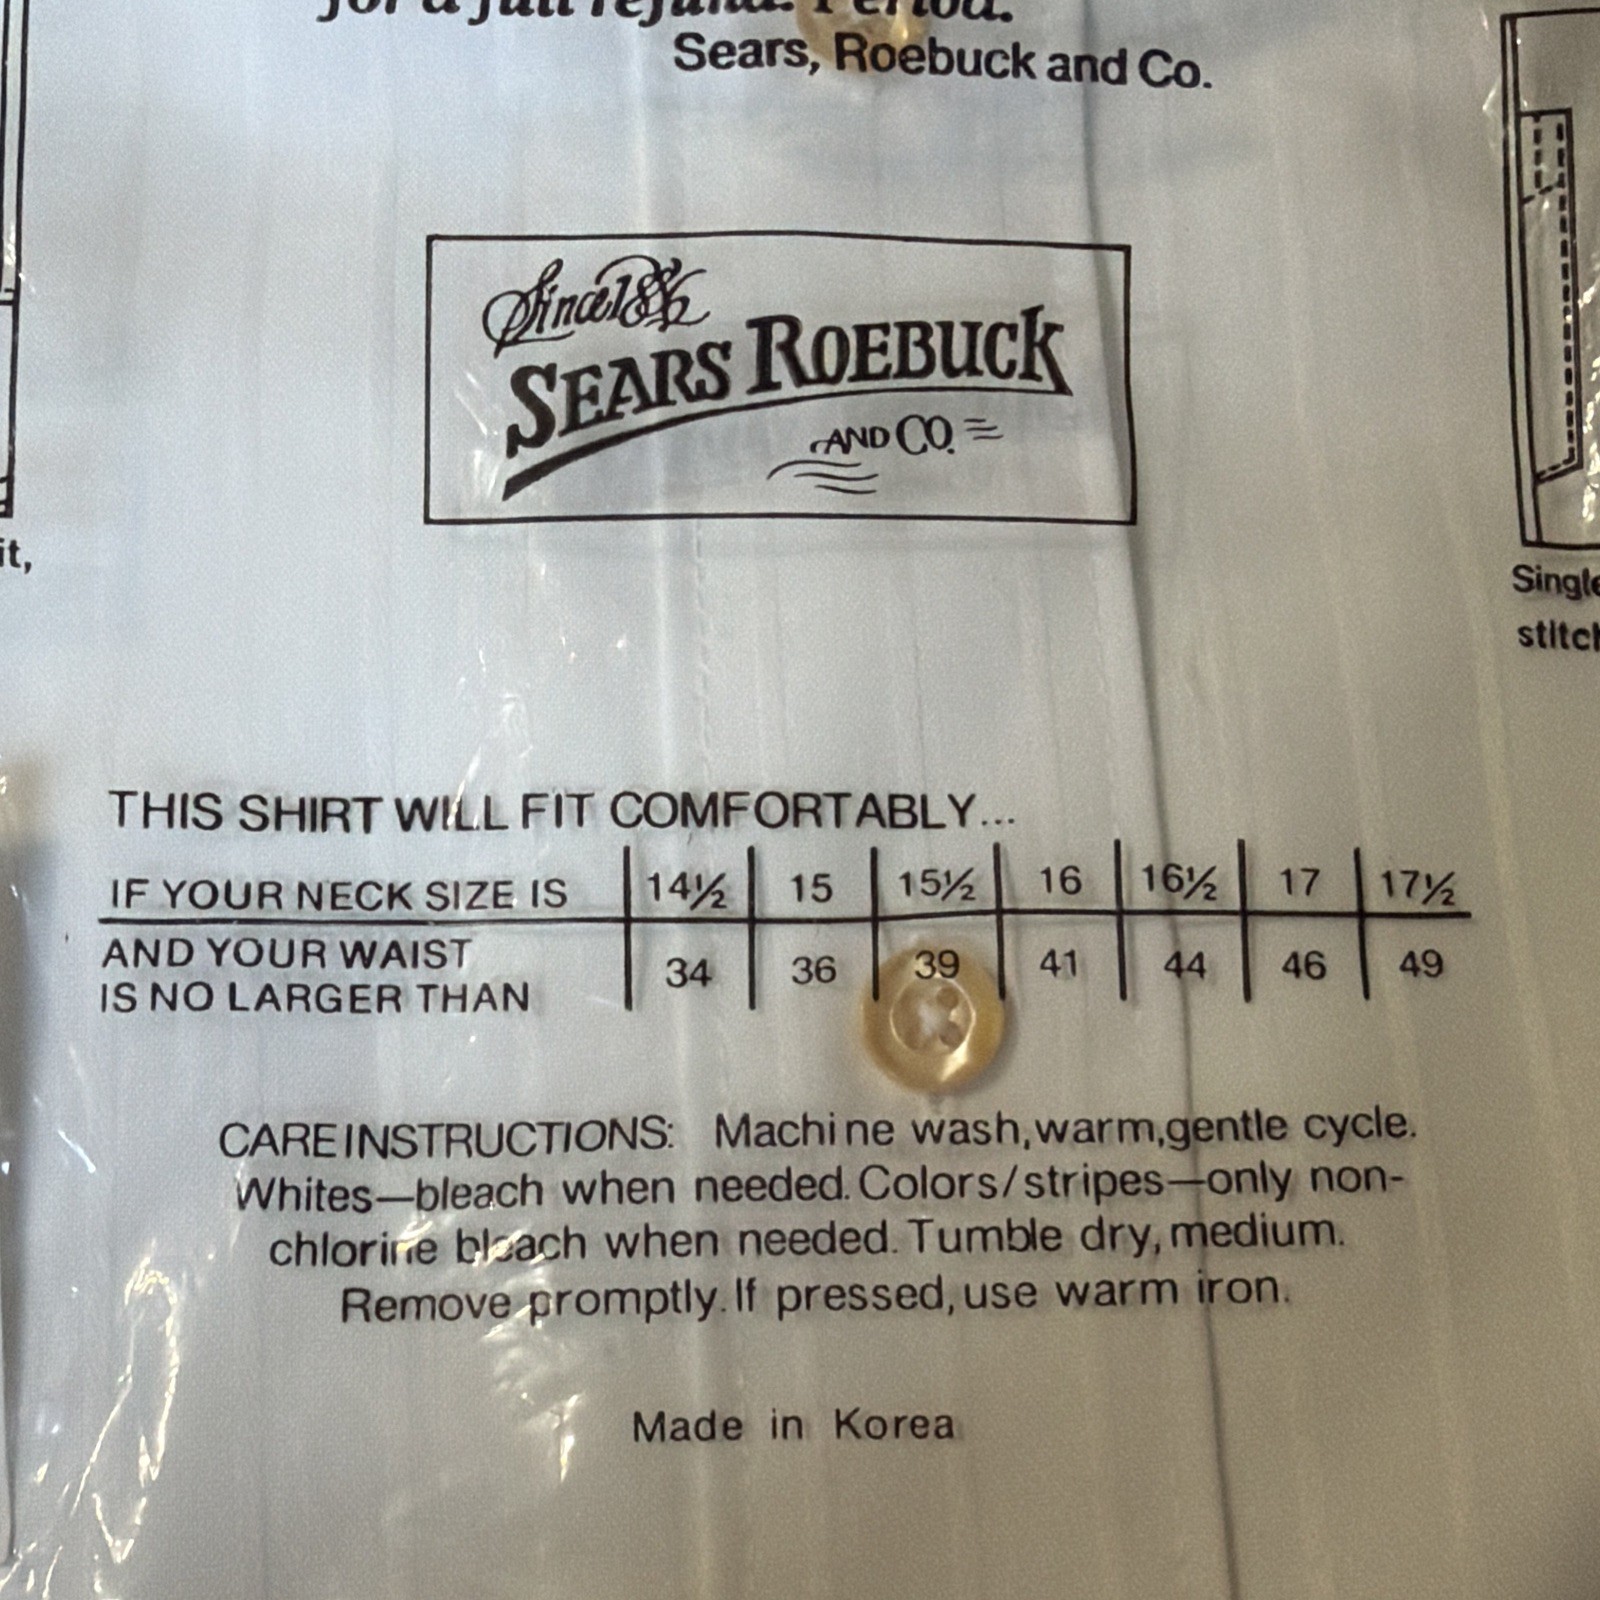 for a full refund. Period.
Sears, Roebuck and Co.
Since 1886
SEARS ROEBUCK
AND CO.
it,
Single
stitch
THIS SHIRT WILL FIT COMFORTABLY...
IF YOUR NECK SIZE IS 14½ 15 15½ 16 16½ 17 17½
AND YOUR WAIST
IS NO LARGER THAN 34 36 39 41 44 46 49
CARE INSTRUCTIONS: Machine wash, warm, gentle cycle.
Whites—bleach when needed. Colors/stripes—only non-
chlorine bleach when needed. Tumble dry, medium.
Remove promptly. If pressed, use warm iron.
Made in Korea